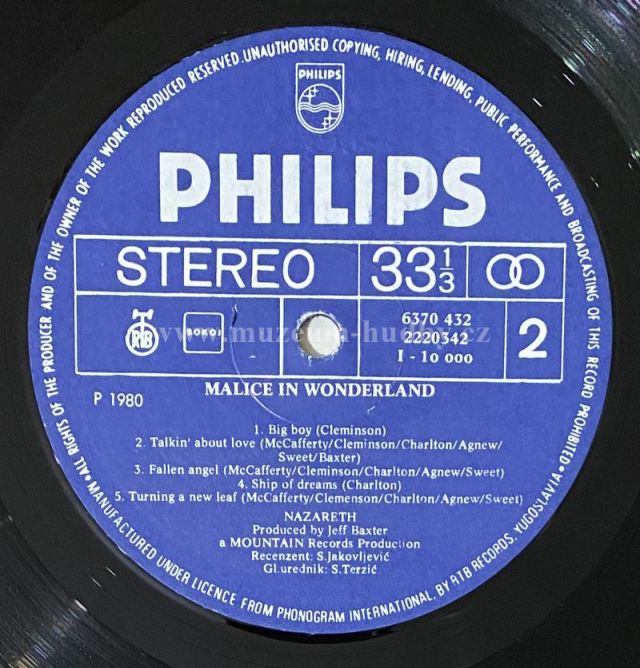 • ALL RIGHTS OF THE PRODUCER AND OF THE OWNER OF THE WORK REPRODUCED RESERVED. UNAUTHORISED COPYING, HIRING, LENDING, PUBLIC PERFORMANCE AND BROADCASTING OF THIS RECORD PROHIBITED •
PHILIPS
PHILIPS
STEREO
33 1/3
RTB
SOKOJ
6370 432
2220342
I - 10 000
2
www.muzeum-hudby.cz
MALICE IN WONDERLAND
P 1980
1. Big boy (Cleminson)
2. Talkin' about love (McCafferty/Cleminson/Charlton/Agnew/
Sweet/Baxter)
3. Fallen angel (McCafferty/Cleminson/Charlton/Agnew/Sweet)
4. Ship of dreams (Charlton)
5. Turning a new leaf (McCafferty/Clemenson/Charlton/Agnew/Sweet)
NAZARETH
Produced by Jeff Baxter
a MOUNTAIN Records Production
Recenzent: S.Jakovljević
Gl.urednik: S.Terzić
MANUFACTURED UNDER LICENCE FROM PHONOGRAM INTERNATIONAL, BY RTB RECORDS, YUGOSLAVIA •